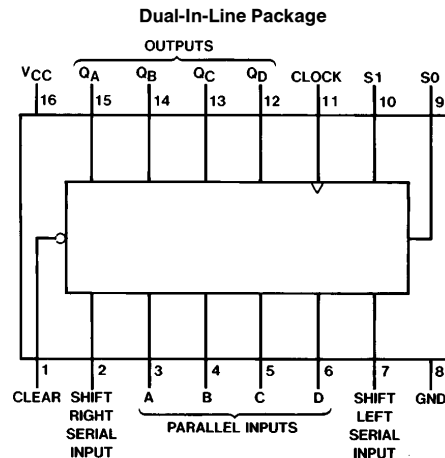 Dual-In-Line Package
OUTPUTS
VCC QA QB QC QD CLOCK S1 S0
16 15 14 13 12 11 10 9
1 2 3 4 5 6 7 8
CLEAR SHIFT RIGHT SERIAL INPUT A B C D SHIFT LEFT SERIAL INPUT GND
PARALLEL INPUTS